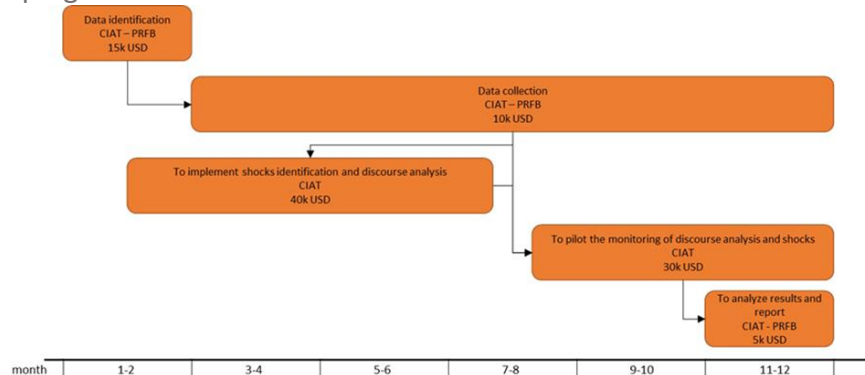 Data identification
CIAT – PRFB
15k USD
Data collection
CIAT – PRFB
10k USD
To implement shocks identification and discourse analysis
CIAT
40k USD
To pilot the monitoring of discourse analysis and shocks
CIAT
30k USD
To analyze results and
report
CIAT - PRFB
5k USD
month 1-2 3-4 5-6 7-8 9-10 11-12